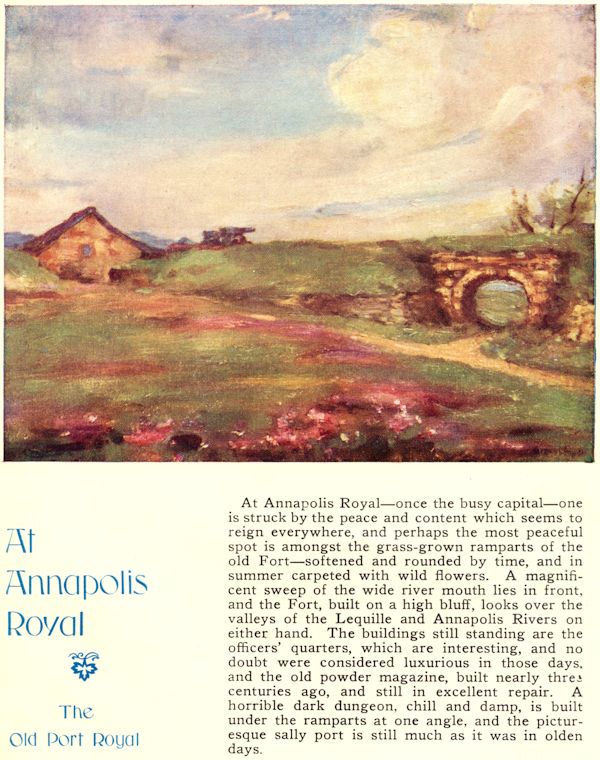 At
Annapolis
Royal
The
Old Port Royal
At Annapolis Royal—once the busy capital—one
is struck by the peace and content which seems to
reign everywhere, and perhaps the most peaceful
spot is amongst the grass-grown ramparts of the
old Fort—softened and rounded by time, and in
summer carpeted with wild flowers. A magnifi-
cent sweep of the wide river mouth lies in front,
and the Fort, built on a high bluff, looks over the
valleys of the Lequille and Annapolis Rivers on
either hand. The buildings still standing are the
officers' quarters, which are interesting, and no
doubt were considered luxurious in those days,
and the old powder magazine, built nearly three
centuries ago, and still in excellent repair. A
horrible dark dungeon, chill and damp, is built
under the ramparts at one angle, and the pictur-
esque sally port is still much as it was in olden
days.